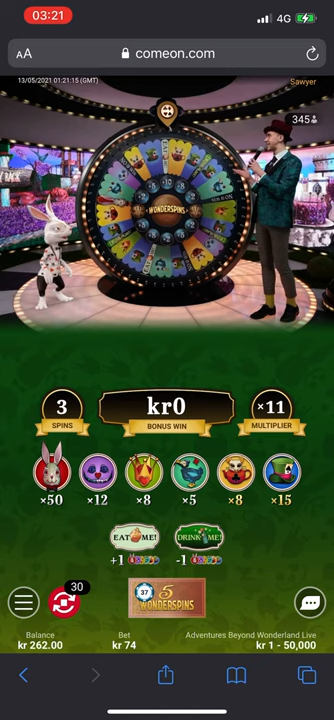 03:21
4G
AA
comeon.com
13/05/2021 01:21:15 (GMT)
Sawyer
345
WONDERSPINS
3
SPINS
kr0
BONUS WIN
×11
MULTIPLIER
×50
×12
×8
×5
×8
×15
EAT ME!
DRINK ME!
+1
-1
30
37
5
WONDERSPINS
Balance
kr 262.00
Bet
kr 74
Adventures Beyond Wonderland Live
kr 1 - 50,000